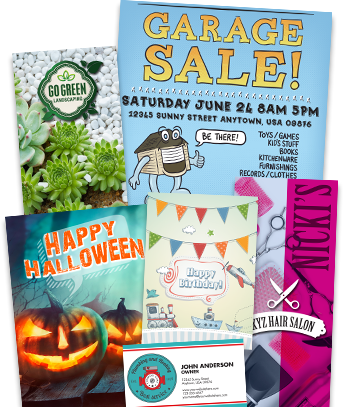 GARAGE
SALE!
SATURDAY JUNE 24 8AM 5PM
12345 SUNNY STREET ANYTOWN, USA 09876
BE THERE!
TOYS/GAMES
KID'S STUFF
BOOKS
KITCHENWARE
FURNISHINGS
RECORDS/CLOTHES
GO GREEN
LANDSCAPING
HAPPY
HALLOWEEN
Happy
Birthday!
NICKI'S
XYZ HAIR SALON
JOHN ANDERSON
OWNER